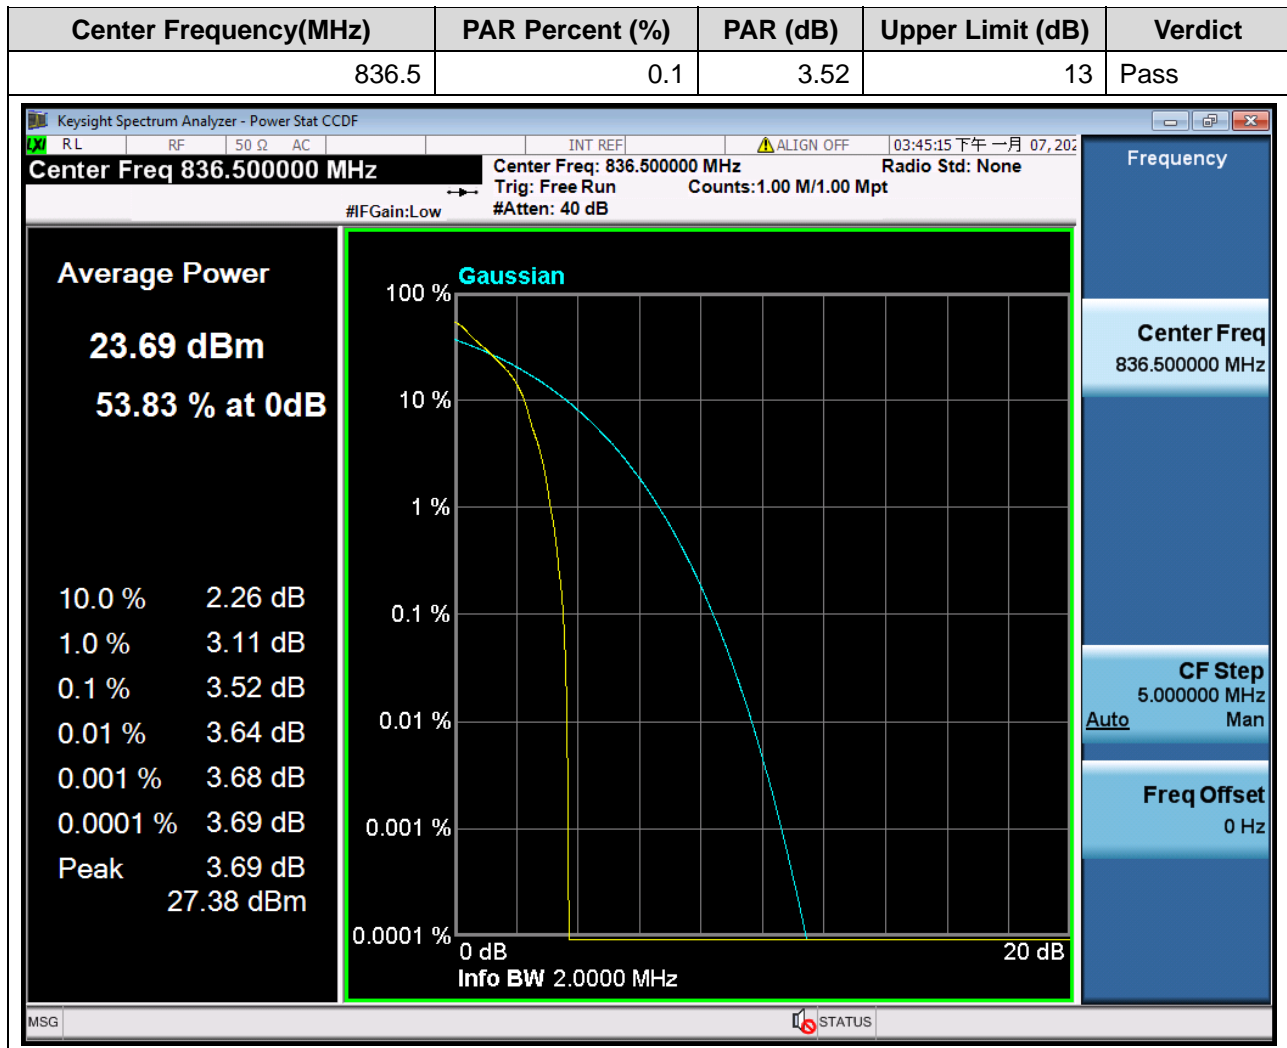 Center Frequency(MHz) PAR Percent (%) PAR (dB) Upper Limit (dB) Verdict
836.5 0.1 3.52 13 Pass
Keysight Spectrum Analyzer - Power Stat CCDF
LXI RL RF 50 Ω AC INT REF ALIGN OFF 03:45:15 下午 一月 07, 202
Center Freq 836.500000 MHz
#IFGain:Low
Center Freq: 836.500000 MHz
Trig: Free Run Counts:1.00 M/1.00 Mpt
#Atten: 40 dB
Radio Std: None
Average Power
23.69 dBm
53.83 % at 0dB
10.0 % 2.26 dB
1.0 % 3.11 dB
0.1 % 3.52 dB
0.01 % 3.64 dB
0.001 % 3.68 dB
0.0001 % 3.69 dB
Peak 3.69 dB
27.38 dBm
Gaussian
100 %
10 %
1 %
0.1 %
0.01 %
0.001 %
0.0001 %
0 dB 20 dB
Info BW 2.0000 MHz
Frequency
Center Freq
836.500000 MHz
CF Step
5.000000 MHz
Auto Man
Freq Offset
0 Hz
MSG STATUS